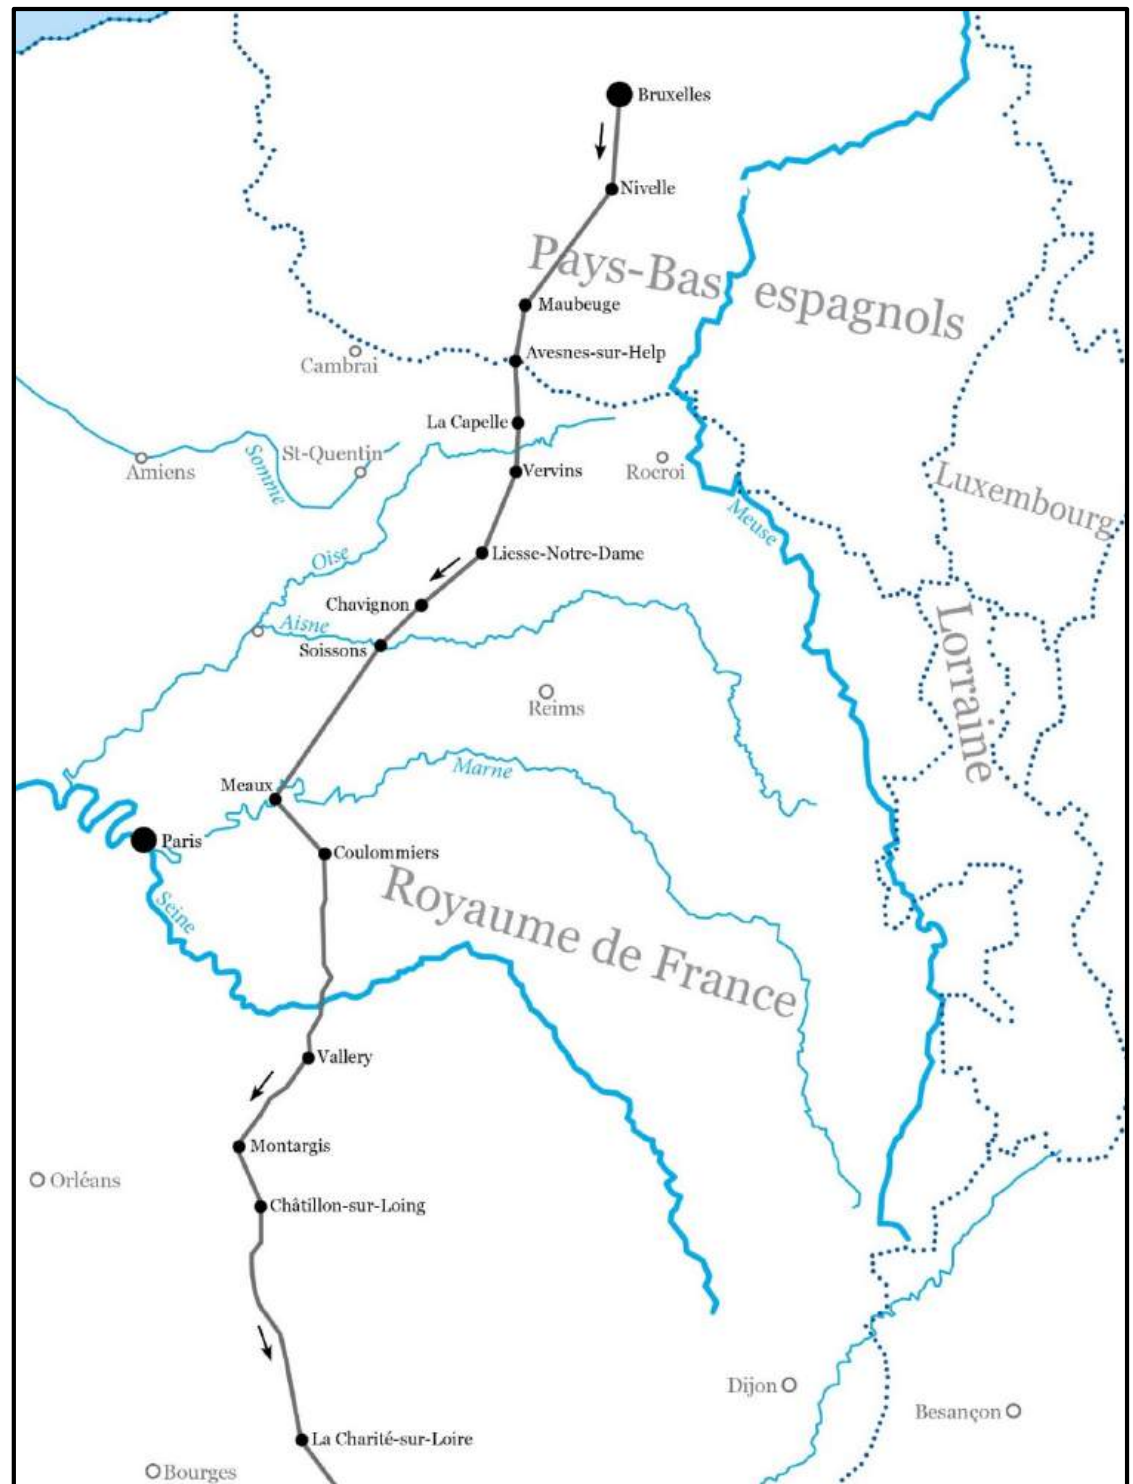 Bruxelles
Nivelle
Pays-Bas espagnols
Maubeuge
Avesnes-sur-Help
Cambrai
La Capelle
St-Quentin
Somme
Amiens
Vervins
Rocroi
Luxembourg
Meuse
Liesse-Notre-Dame
Oise
Chavignon
Aisne
Soissons
Lorraine
Reims
Marne
Meaux
Paris
Coulommiers
Royaume de France
Seine
Vallery
Montargis
Orléans
Châtillon-sur-Loing
Dijon
Besançon
La Charité-sur-Loire
Bourges